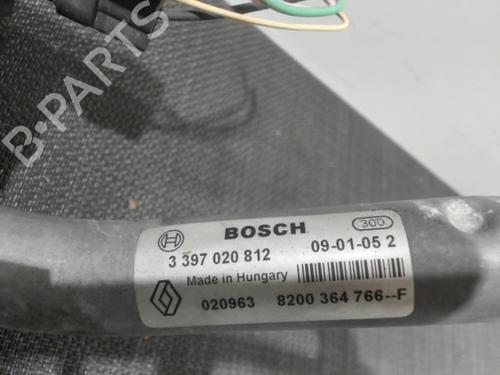 B-PARTS
BOSCH 300
3 397 020 812 09-01-05 2
Made in Hungary
020963 8200 364 766--F